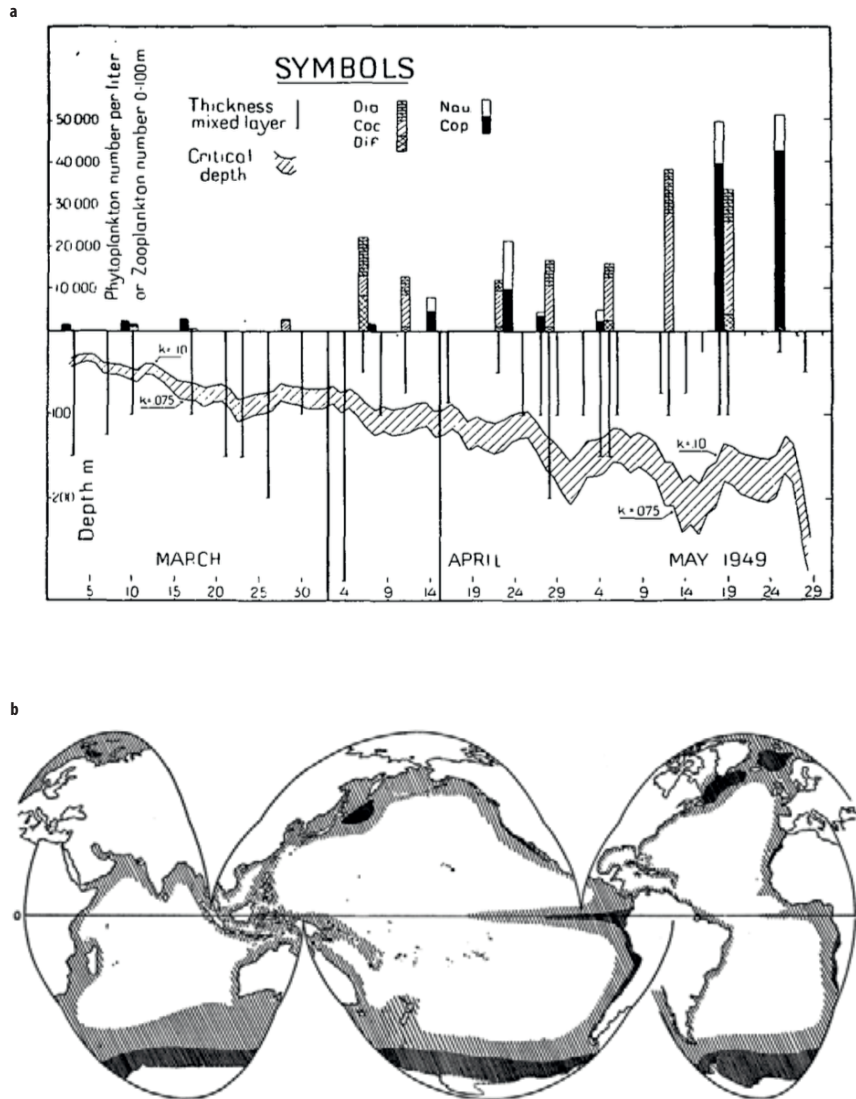 a
SYMBOLS
Thickness
mixed layer
Critical
depth
Dia
Coc
Dif
Nau
Cop
Phytoplankton number per liter
or Zooplankton number 0-100m
50 000
40 000
30 000
20 000
10 000
k=.10
k=.075
100
200
Depth m
k=.10
k=.075
MARCH
APRIL
MAY 1949
5
10
15
20
25
30
4
9
14
19
24
29
4
9
14
19
24
29
b
0